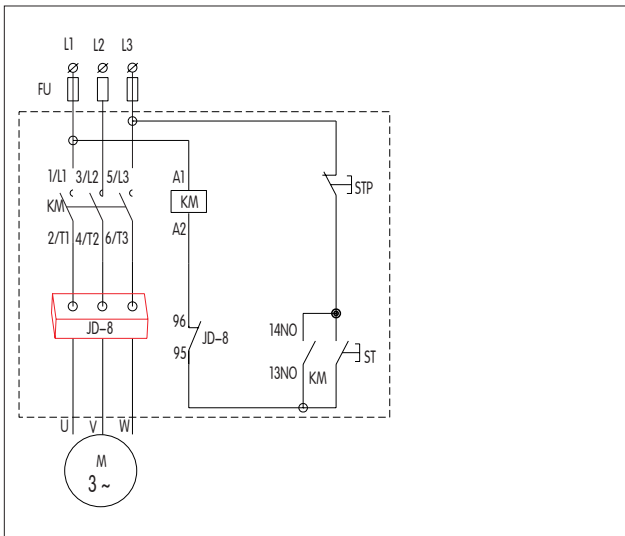 L1 L2 L3
FU
1/L1 3/L2 5/L3
A1
KM
KM
STP
A2
2/T1 4/T2 6/T3
96
JD-8
14NO
JD-8
95
ST
13NO
KM
U V W
M
3 ~